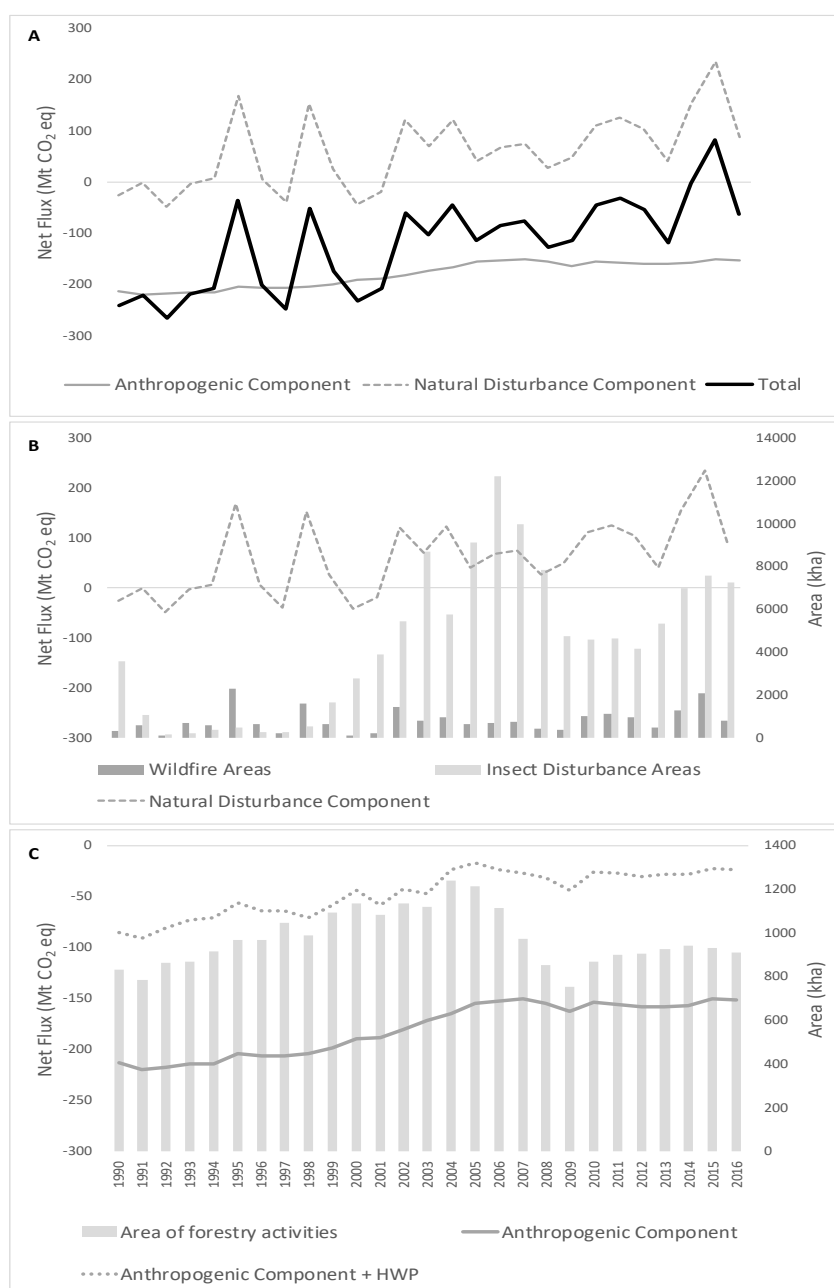 A
300
200
100
0
-100
-200
-300
Net Flux (Mt CO2 eq)
Anthropogenic Component Natural Disturbance Component Total
B
300
200
100
0
-100
-200
-300
Net Flux (Mt CO2 eq)
14000
12000
10000
8000
6000
4000
2000
0
Area (kha)
Wildfire Areas Insect Disturbance Areas
Natural Disturbance Component
C
0
-50
-100
-150
-200
-250
-300
Net Flux (Mt CO2 eq)
1400
1200
1000
800
600
400
200
0
Area (kha)
1990 1991 1992 1993 1994 1995 1996 1997 1998 1999 2000 2001 2002 2003 2004 2005 2006 2007 2008 2009 2010 2011 2012 2013 2014 2015 2016
Area of forestry activities Anthropogenic Component
Anthropogenic Component + HWP